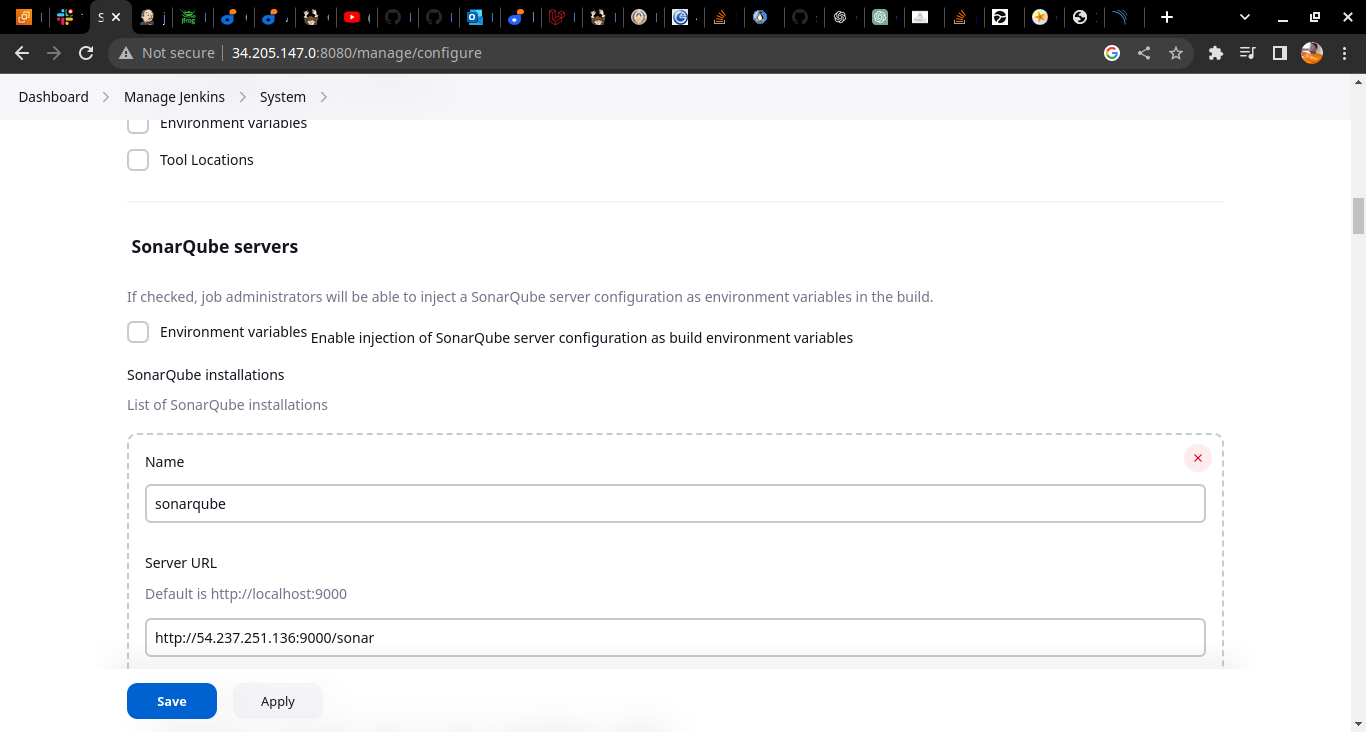 Not secure
34.205.147.0:8080/manage/configure
Dashboard
Manage Jenkins
System
Environment variables
Tool Locations
SonarQube servers
If checked, job administrators will be able to inject a SonarQube server configuration as environment variables in the build.
Environment variables
Enable injection of SonarQube server configuration as build environment variables
SonarQube installations
List of SonarQube installations
Name
sonarqube
Server URL
Default is http://localhost:9000
http://54.237.251.136:9000/sonar
Save
Apply